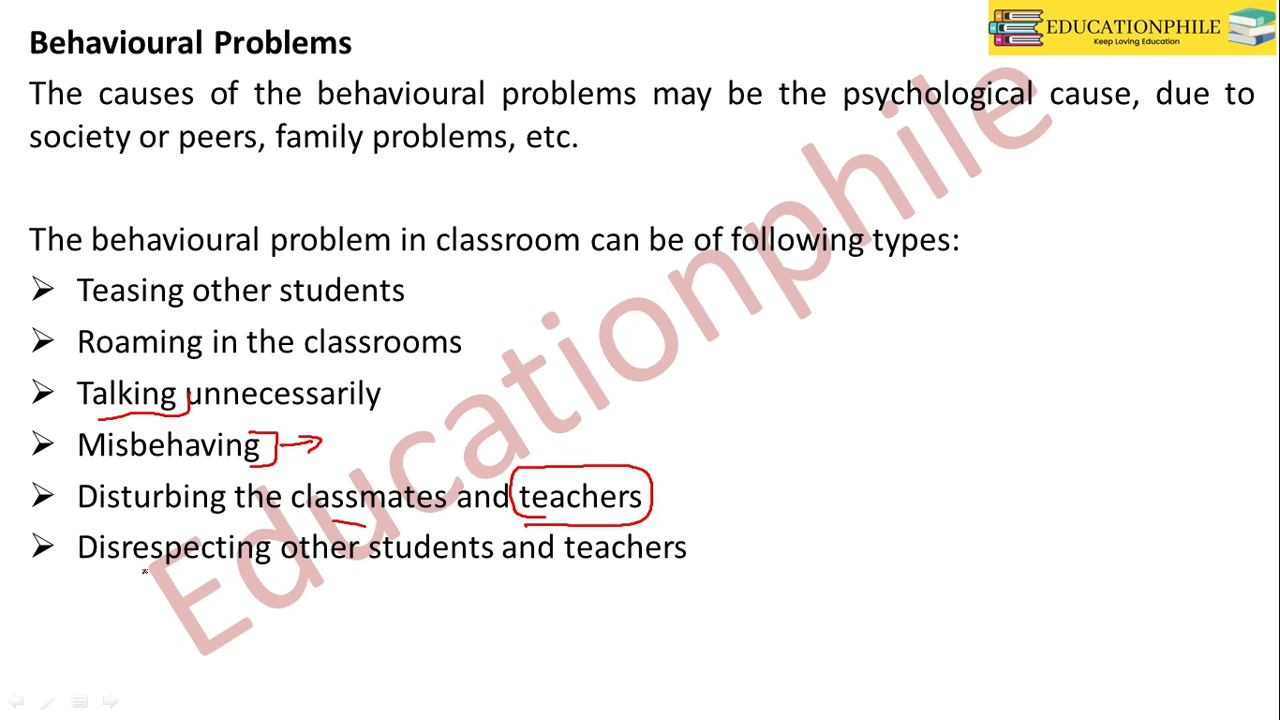 Behavioural Problems
EDUCATIONPHILE
Keep Loving Education
The causes of the behavioural problems may be the psychological cause, due to
society or peers, family problems, etc.
The behavioural problem in classroom can be of following types:
➢ Teasing other students
➢ Roaming in the classrooms
➢ Talking unnecessarily
➢ Misbehaving
➢ Disturbing the classmates and teachers
➢ Disrespecting other students and teachers
Educationphile